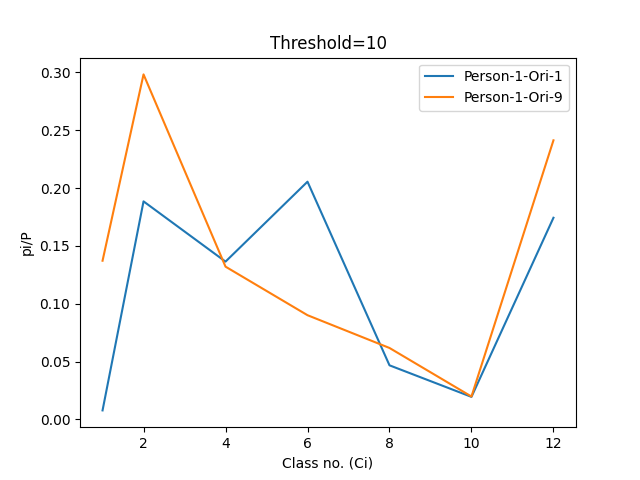 Threshold=10
Person-1-Ori-1
Person-1-Ori-9
pi/P
0.30
0.25
0.20
0.15
0.10
0.05
0.00
2 4 6 8 10 12
Class no. (Ci)